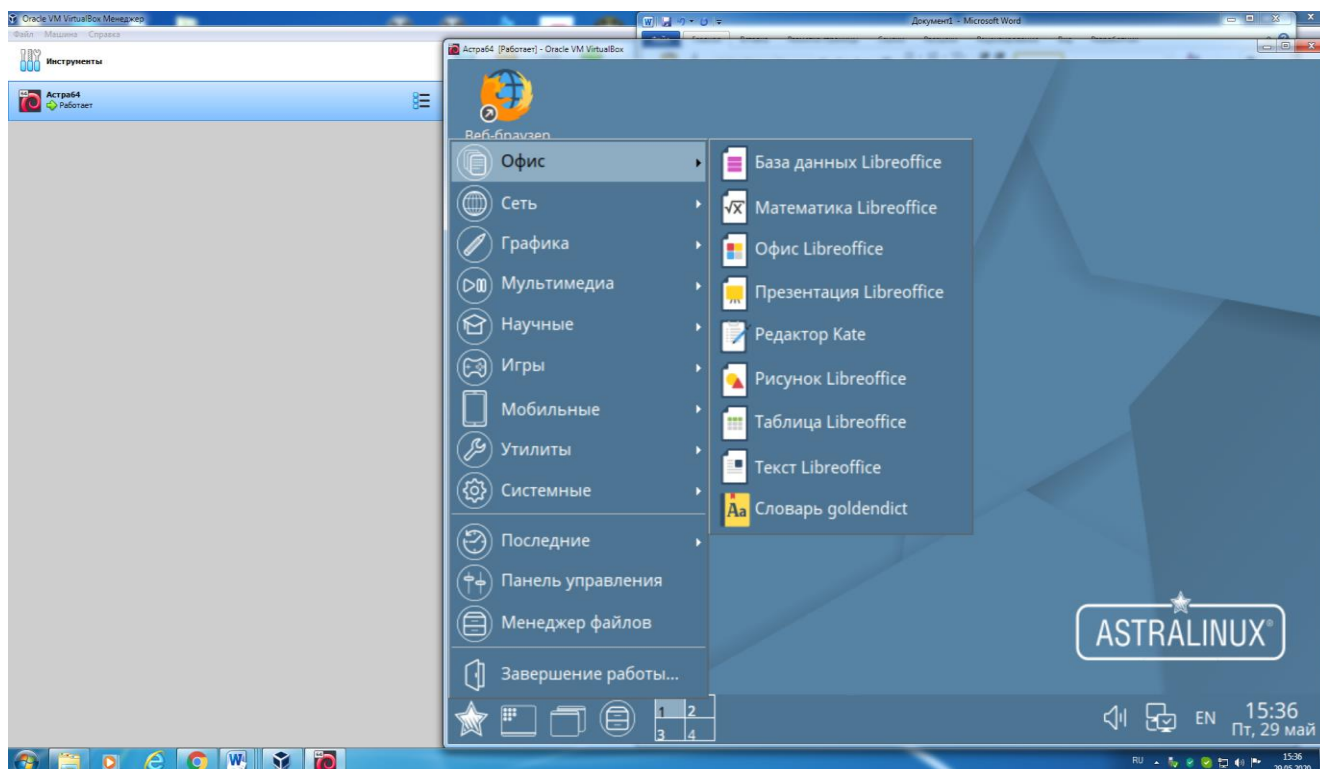 Oracle VM VirtualBox Менеджер
Файл Машина Справка
Инструменты
Астра64
Работает
Документ1 - Microsoft Word
Астра64 [Работает] - Oracle VM VirtualBox
Веб-браузер
Офис
Сеть
Графика
Мультимедиа
Научные
Игры
Мобильные
Утилиты
Системные
Последние
Панель управления
Менеджер файлов
Завершение работы...
База данных Libreoffice
Математика Libreoffice
Офис Libreoffice
Презентация Libreoffice
Редактор Kate
Рисунок Libreoffice
Таблица Libreoffice
Текст Libreoffice
Словарь goldendict
ASTRALINUX®
1 2
3 4
EN
15:36
Пт, 29 май
RU
15:36
29.05.2020